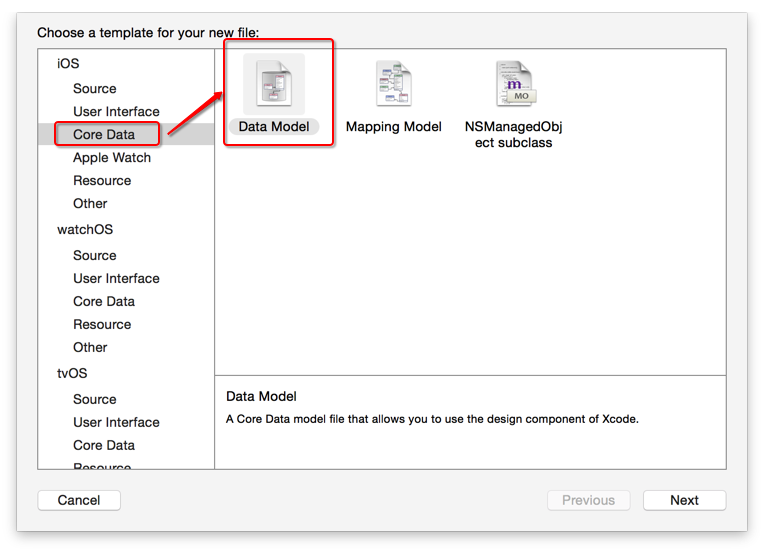 Choose a template for your new file:
iOS
Source
User Interface
Core Data
Apple Watch
Resource
Other
watchOS
Source
User Interface
Core Data
Resource
Other
tvOS
Source
User Interface
Core Data
Resource
Data Model
Mapping Model
NSManagedObj
ect subclass
m
MO
Data Model
A Core Data model file that allows you to use the design component of Xcode.
Cancel
Previous
Next